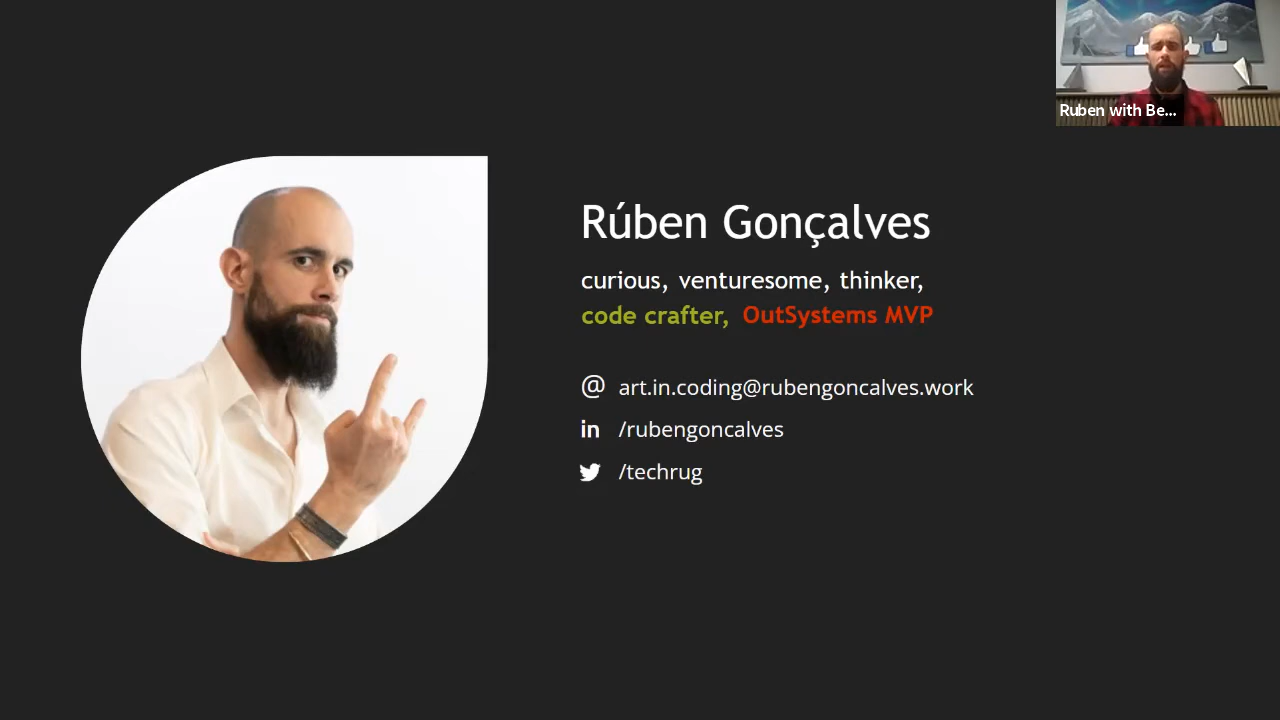 Ruben with Be...
Rúben Gonçalves
curious, venturesome, thinker,
code crafter, OutSystems MVP
@ art.in.coding@rubengoncalves.work
in /rubengoncalves
/techrug